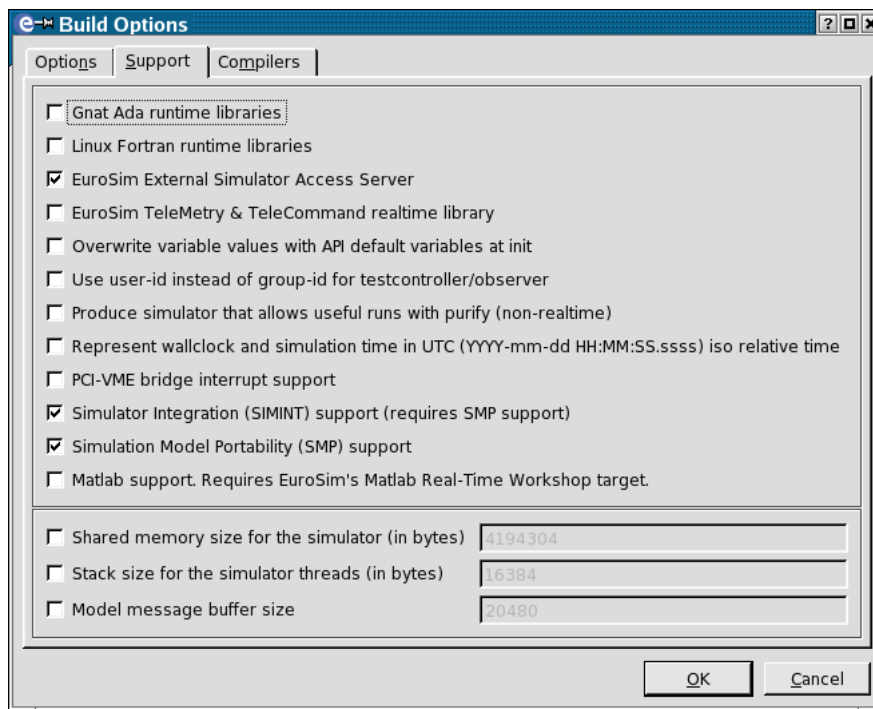 Build Options
Options Support Compilers
Gnat Ada runtime libraries
Linux Fortran runtime libraries
EuroSim External Simulator Access Server
EuroSim TeleMetry & TeleCommand realtime library
Overwrite variable values with API default variables at init
Use user-id instead of group-id for testcontroller/observer
Produce simulator that allows useful runs with purify (non-realtime)
Represent wallclock and simulation time in UTC (YYYY-mm-dd HH:MM:SS.ssss) iso relative time
PCI-VME bridge interrupt support
Simulator Integration (SIMINT) support (requires SMP support)
Simulation Model Portability (SMP) support
Matlab support. Requires EuroSim's Matlab Real-Time Workshop target.
Shared memory size for the simulator (in bytes) 4194304
Stack size for the simulator threads (in bytes) 16384
Model message buffer size 20480
OK Cancel